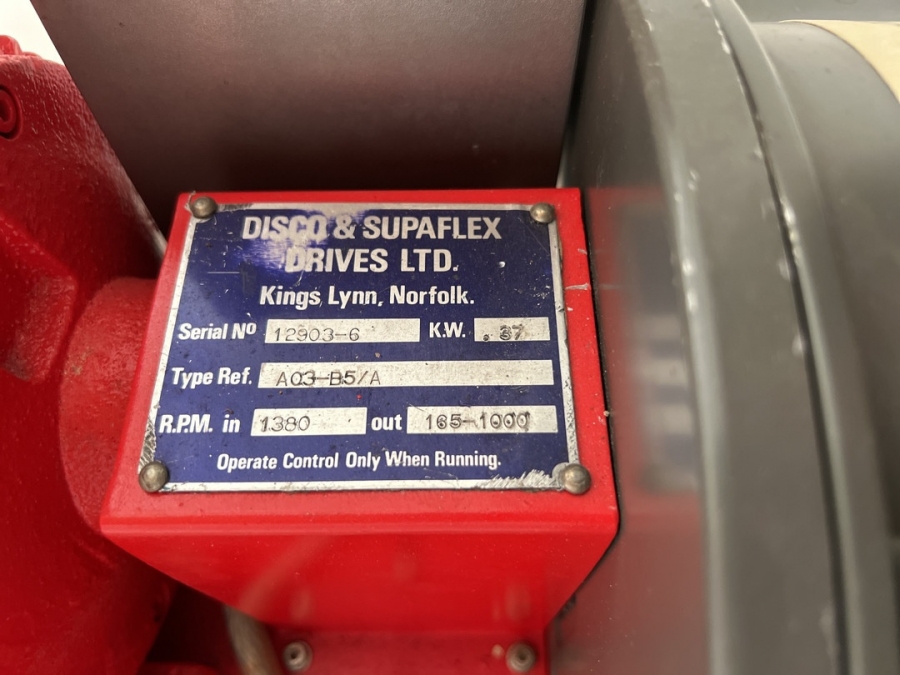 DISCO & SUPAFLEX
DRIVES LTD.
Kings Lynn, Norfolk.
Serial No 12903-6 K.W. .37
Type Ref. A03-B5/A
R.P.M. in 1380 out 165-1000
Operate Control Only When Running.